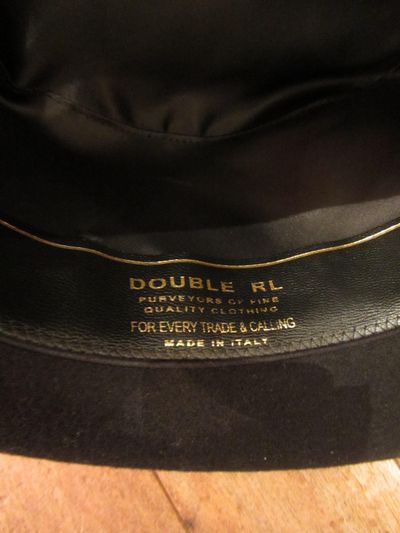 DOUBLE RL
PURVEYORS OF FINE
QUALITY CLOTHING
FOR EVERY TRADE & CALLING
MADE IN ITALY